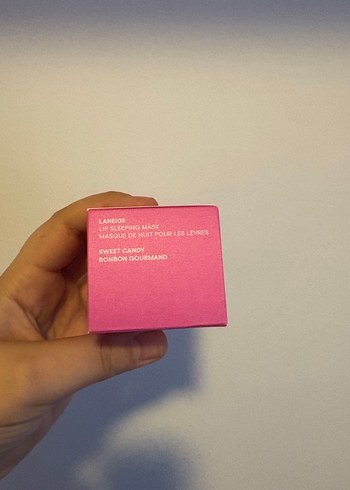 LANEIGE
LIP SLEEPING MASK
MASQUE DE NUIT POUR LES LÈVRES
SWEET CANDY
BONBON GOURMAND